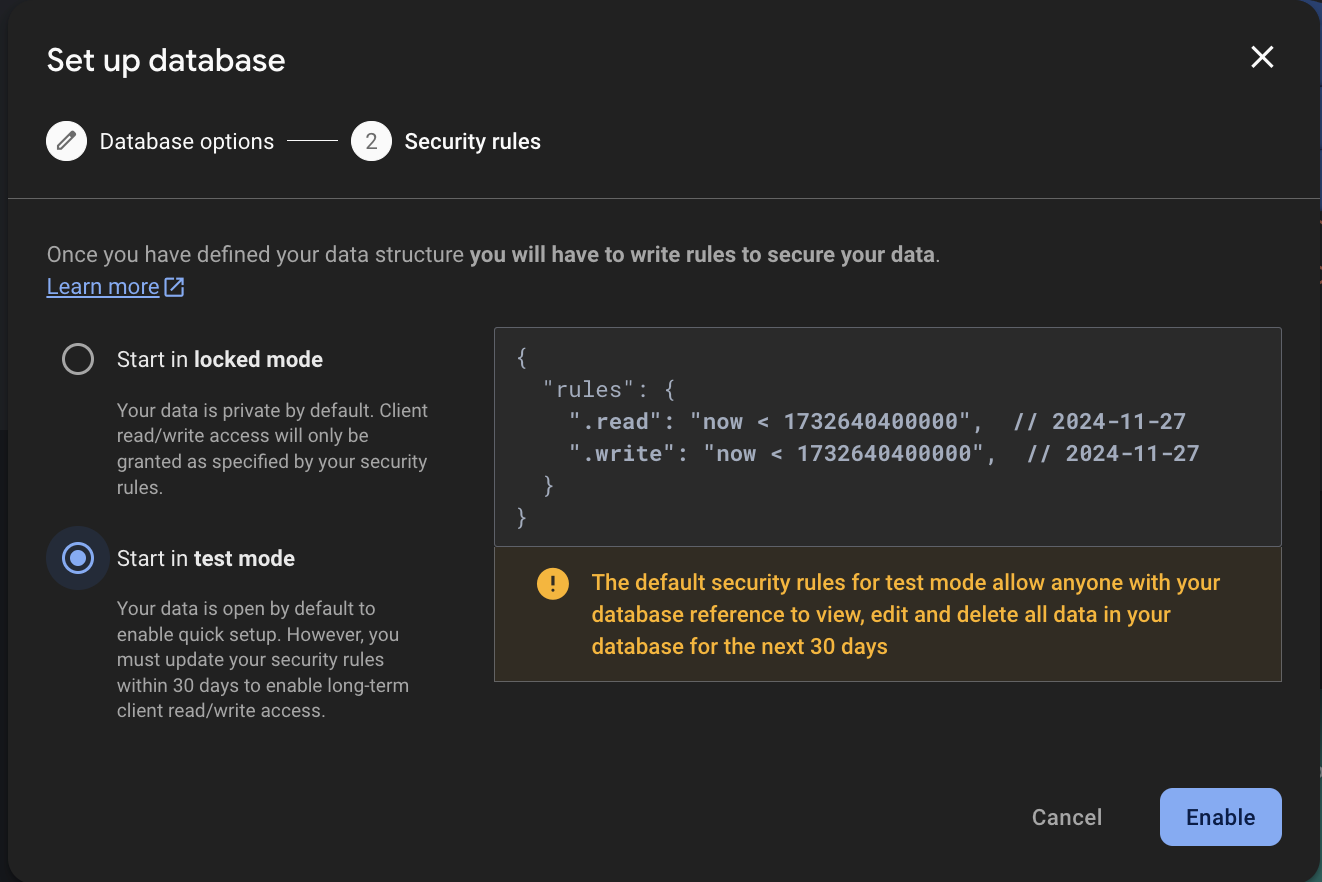 Set up database
Database options
2
Security rules
Once you have defined your data structure you will have to write rules to secure your data.
Learn more
Start in locked mode
Your data is private by default. Client
read/write access will only be
granted as specified by your security
rules.
Start in test mode
Your data is open by default to
enable quick setup. However, you
must update your security rules
within 30 days to enable long-term
client read/write access.
{
  "rules": {
    ".read": "now < 1732640400000",  // 2024-11-27
    ".write": "now < 1732640400000",  // 2024-11-27
  }
}
The default security rules for test mode allow anyone with your
database reference to view, edit and delete all data in your
database for the next 30 days
Cancel
Enable